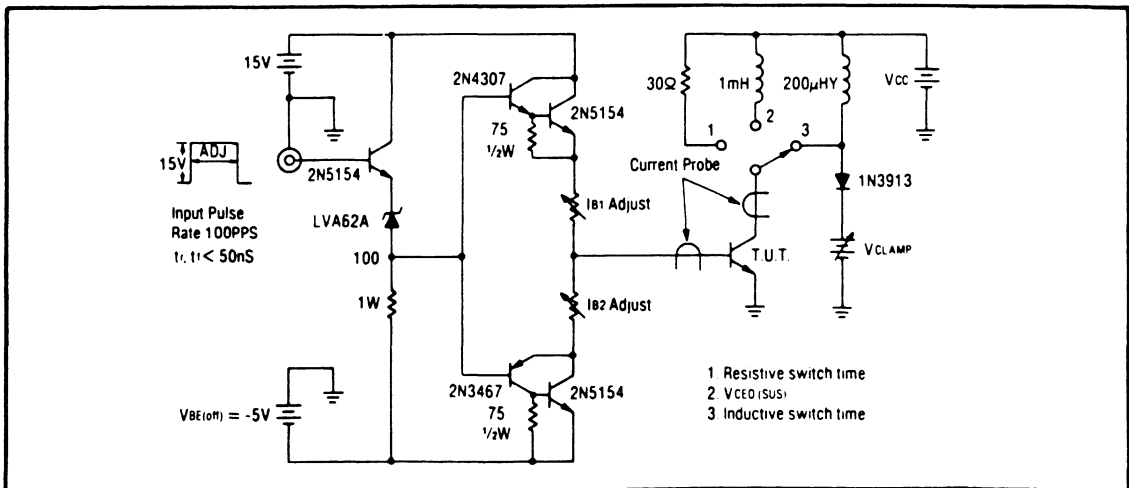 15V
2N4307
2N5154
75
1/2W
30Ω
1mH
200μHY
VCC
1
2
3
Current Probe
15V
ADJ
Input Pulse
Rate 100PPS
tr, tf < 50nS
2N5154
LVA62A
100
1W
IB1 Adjust
IB2 Adjust
T.U.T.
1N3913
VCLAMP
VBE(off) = -5V
2N3467
2N5154
75
1/2W
1. Resistive switch time
2. VCEO(SUS)
3. Inductive switch time